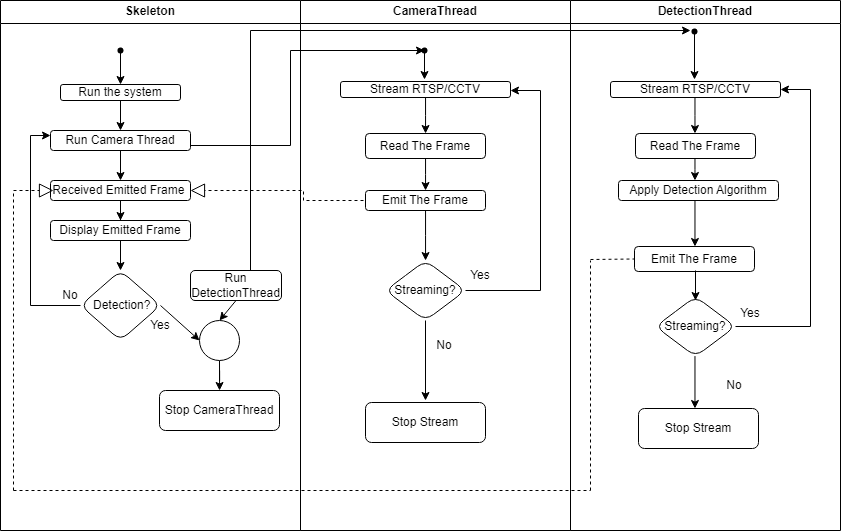 Skeleton
CameraThread
DetectionThread
Run the system
Run Camera Thread
Received Emitted Frame
Display Emitted Frame
Detection?
No
Yes
Run
DetectionThread
Stop CameraThread
Stream RTSP/CCTV
Read The Frame
Emit The Frame
Streaming?
Yes
No
Stop Stream
Stream RTSP/CCTV
Read The Frame
Apply Detection Algorithm
Emit The Frame
Streaming?
Yes
No
Stop Stream